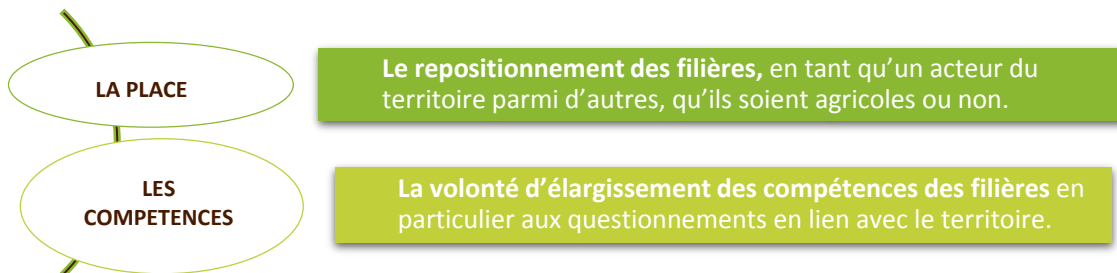 LA PLACE
Le repositionnement des filières, en tant qu'un acteur du
territoire parmi d'autres, qu'ils soient agricoles ou non.
LES
COMPETENCES
La volonté d'élargissement des compétences des filières en
particulier aux questionnements en lien avec le territoire.